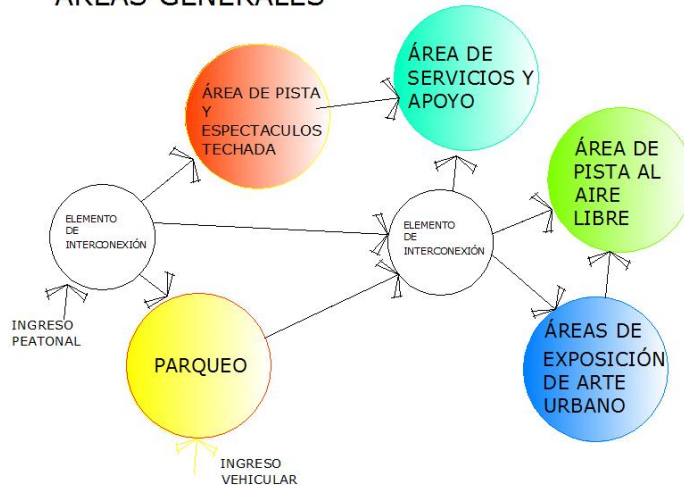 ÁREAS GENERALES
ÁREA DE
SERVICIOS Y
APOYO
ÁREA DE PISTA
Y
ESPECTACULOS
TECHADA
ÁREA DE
PISTA AL
AIRE
LIBRE
ELEMENTO
DE
INTERCONEXIÓN
ELEMENTO
DE
INTERCONEXIÓN
INGRESO
PEATONAL
PARQUEO
ÁREAS DE
EXPOSICIÓN
DE ARTE
URBANO
INGRESO
VEHICULAR